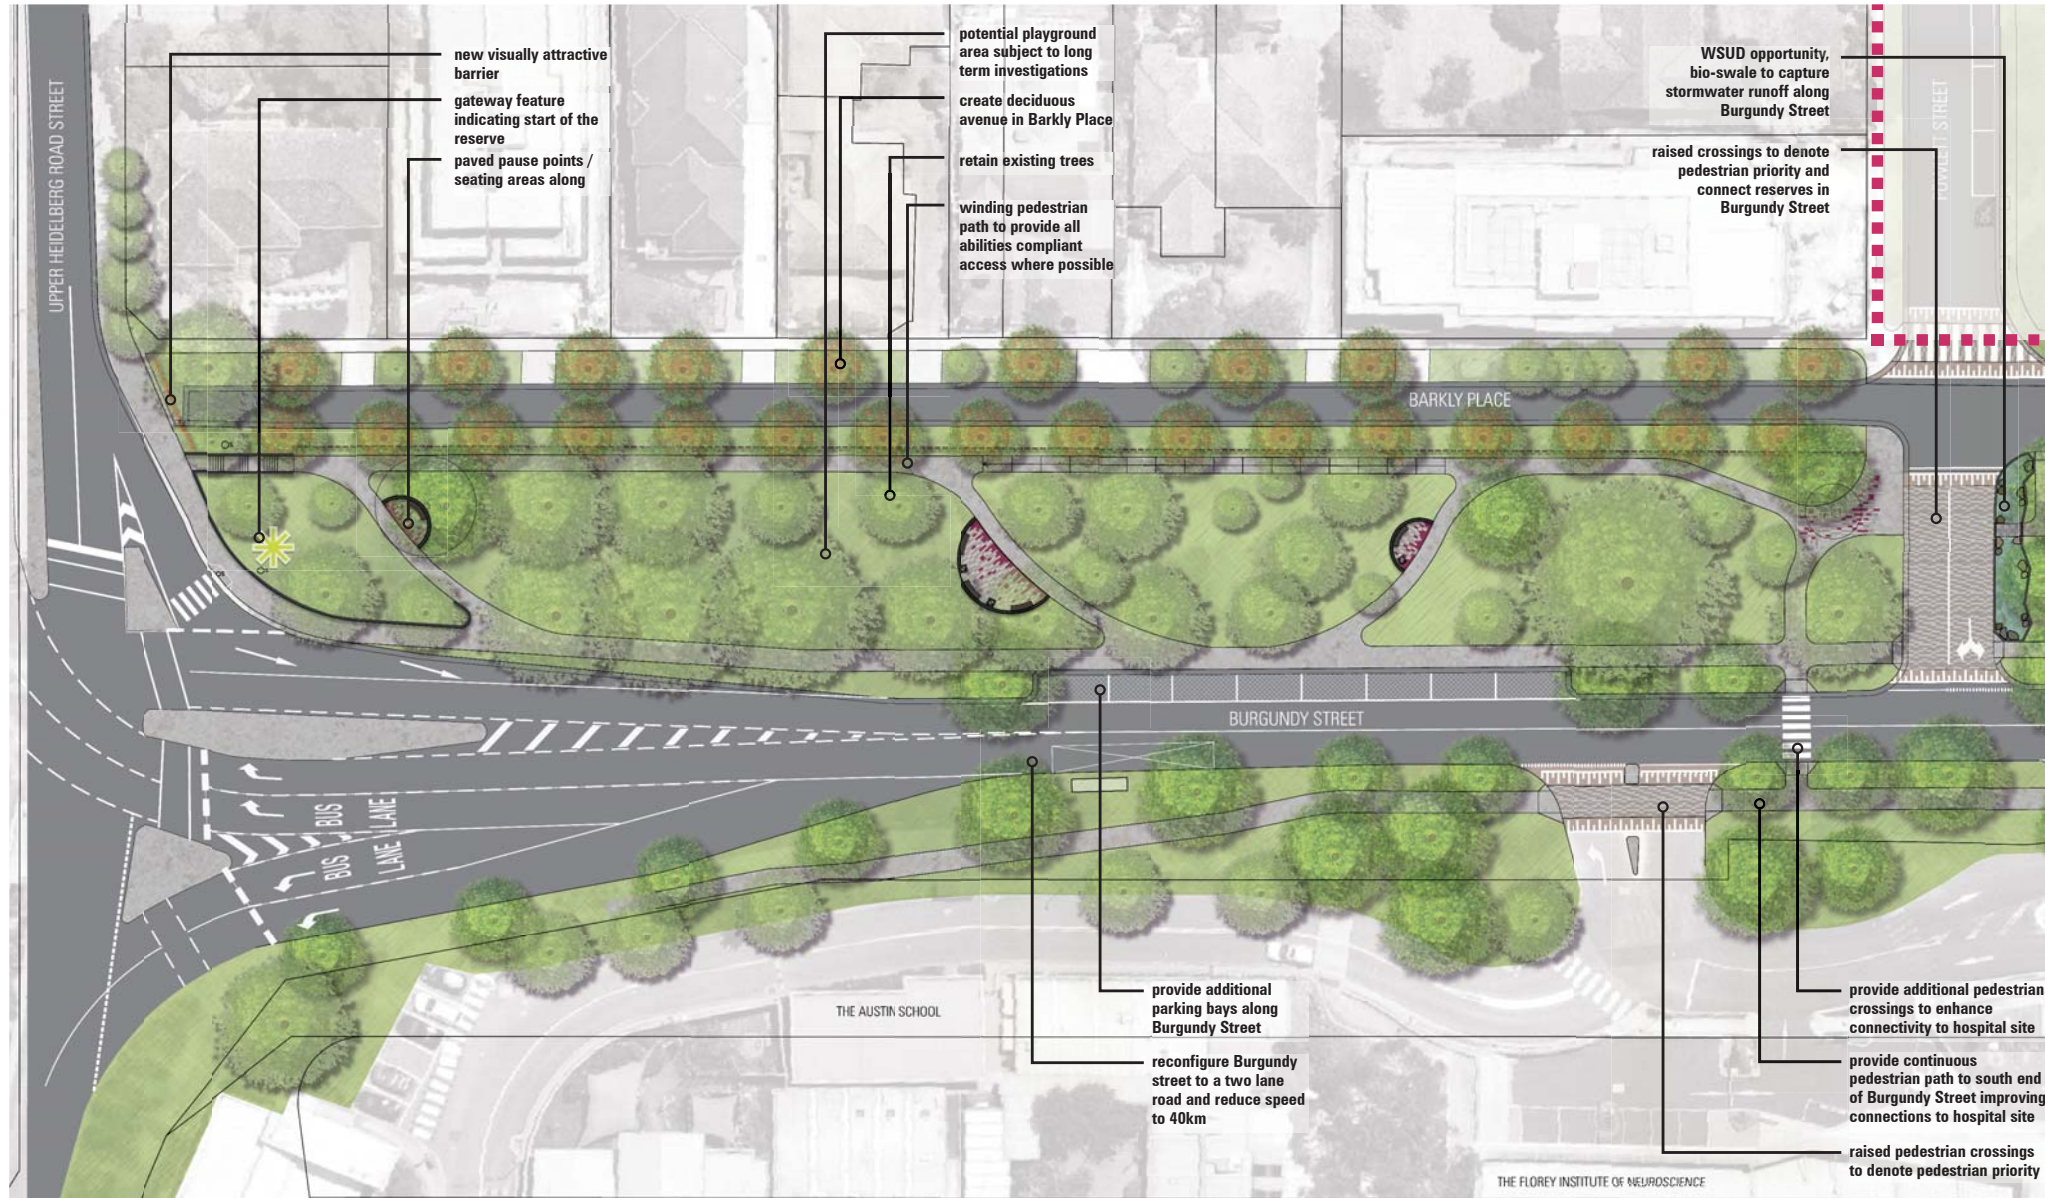 UPPER HEIDELBERG ROAD STREET
new visually attractive
barrier
gateway feature
indicating start of the
reserve
paved pause points /
seating areas along
potential playground
area subject to long
term investigations
create deciduous
avenue in Barkly Place
retain existing trees
winding pedestrian
path to provide all
abilities compliant
access where possible
WSUD opportunity,
bio-swale to capture
stormwater runoff along
Burgundy Street
raised crossings to denote
pedestrian priority and
connect reserves in
Burgundy Street
STREET
BARKLY PLACE
BURGUNDY STREET
BUS
LANE
BUS
LANE
THE AUSTIN SCHOOL
provide additional
parking bays along
Burgundy Street
reconfigure Burgundy
street to a two lane
road and reduce speed
to 40km
provide additional pedestrian
crossings to enhance
connectivity to hospital site
provide continuous
pedestrian path to south end
of Burgundy Street improving
connections to hospital site
raised pedestrian crossings
to denote pedestrian priority
THE FLOREY INSTITUTE OF NEUROSCIENCE